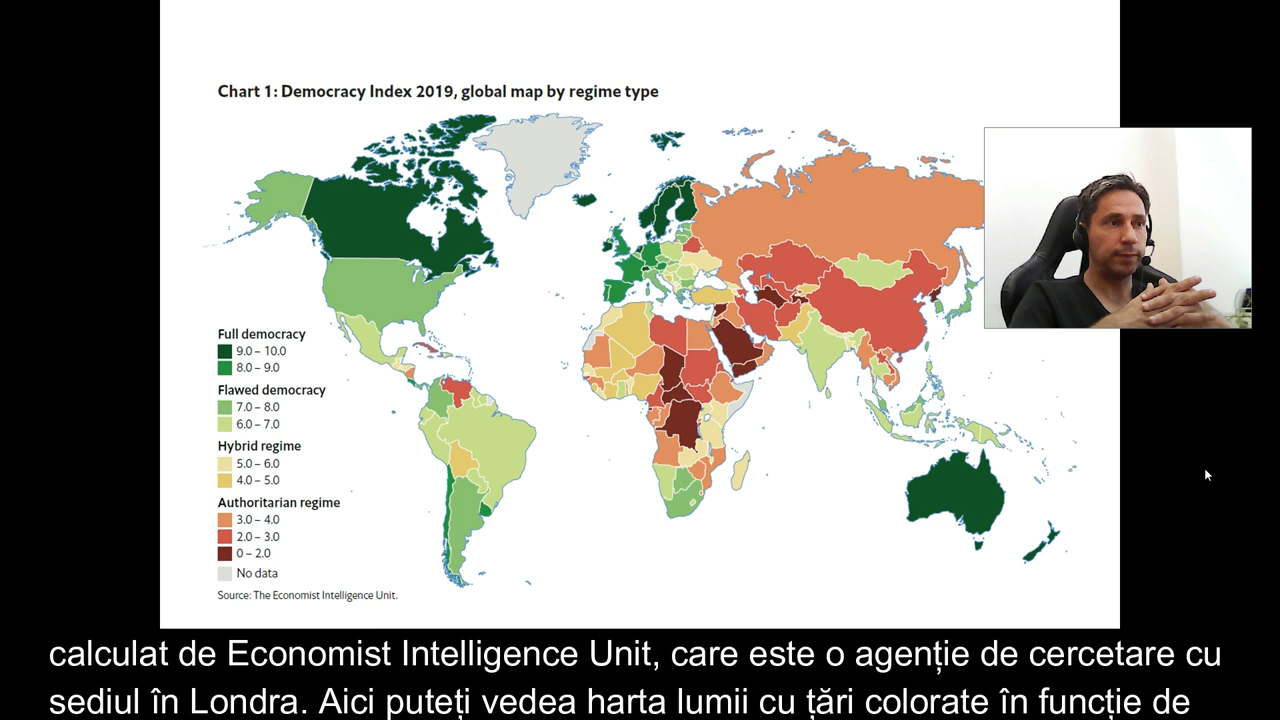 Chart 1: Democracy Index 2019, global map by regime type
Full democracy
9.0 – 10.0
8.0 – 9.0
Flawed democracy
7.0 – 8.0
6.0 – 7.0
Hybrid regime
5.0 – 6.0
4.0 – 5.0
Authoritarian regime
3.0 – 4.0
2.0 – 3.0
0 – 2.0
No data
Source: The Economist Intelligence Unit.
calculat de Economist Intelligence Unit, care este o agenție de cercetare cu
sediul în Londra. Aici puteți vedea harta lumii cu țări colorate în funcție de